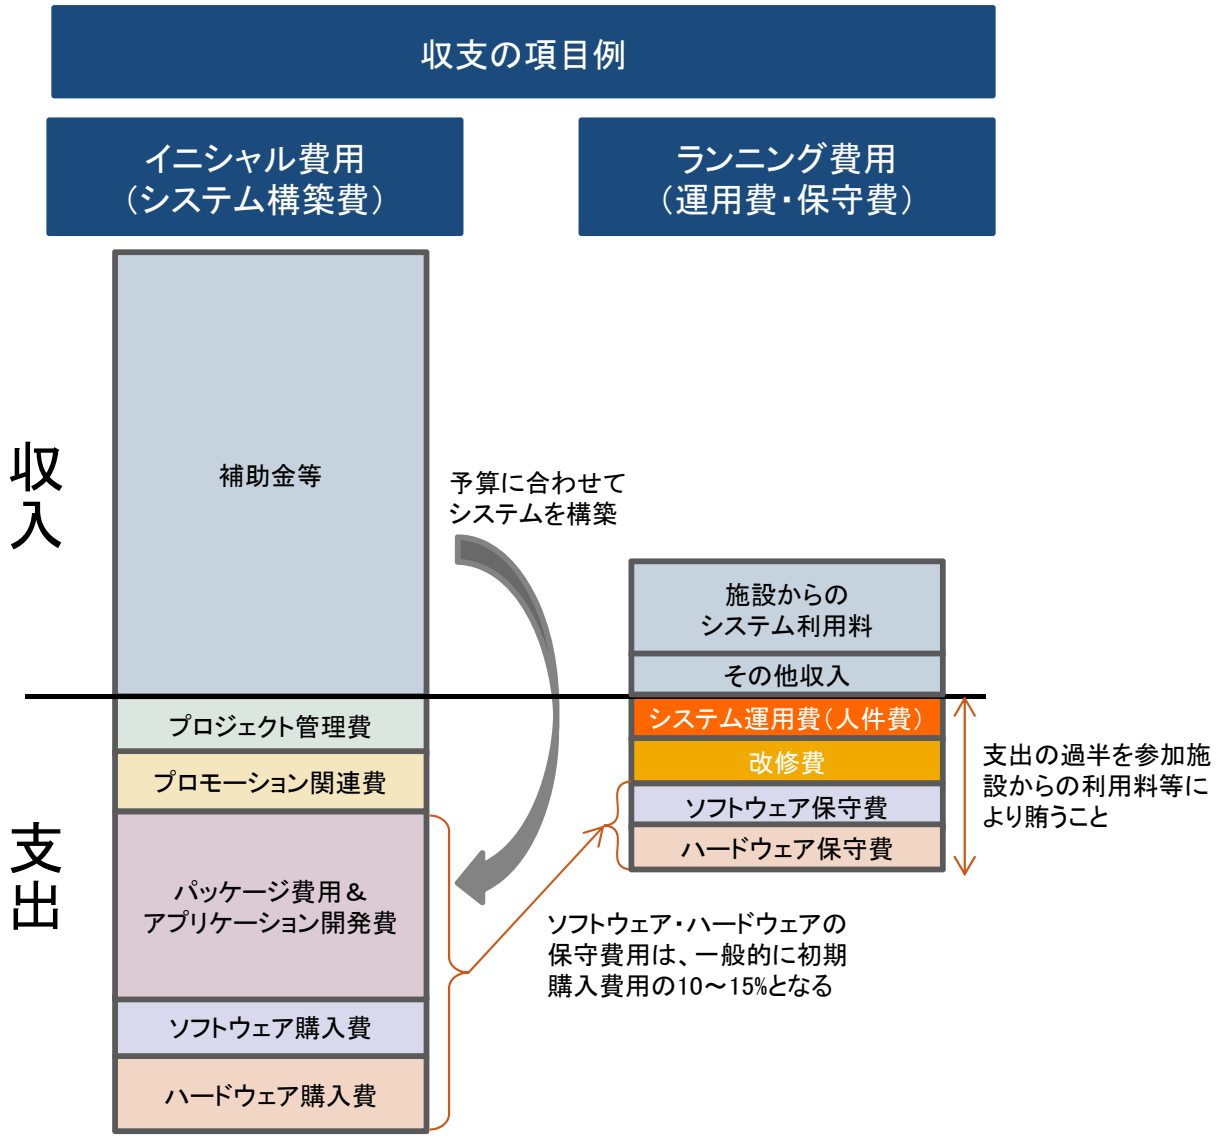 収支の項目例
イニシャル費用
（システム構築費）
ランニング費用
（運用費・保守費）
収
入
補助金等
予算に合わせて
システムを構築
施設からの
システム利用料
その他収入
プロジェクト管理費
システム運用費（人件費）
プロモーション関連費
改修費
ソフトウェア保守費
ハードウェア保守費
支出の過半を参加施
設からの利用料等に
より賄うこと
支
出
パッケージ費用＆
アプリケーション開発費
ソフトウェア・ハードウェアの
保守費用は、一般的に初期
購入費用の10～15%となる
ソフトウェア購入費
ハードウェア購入費